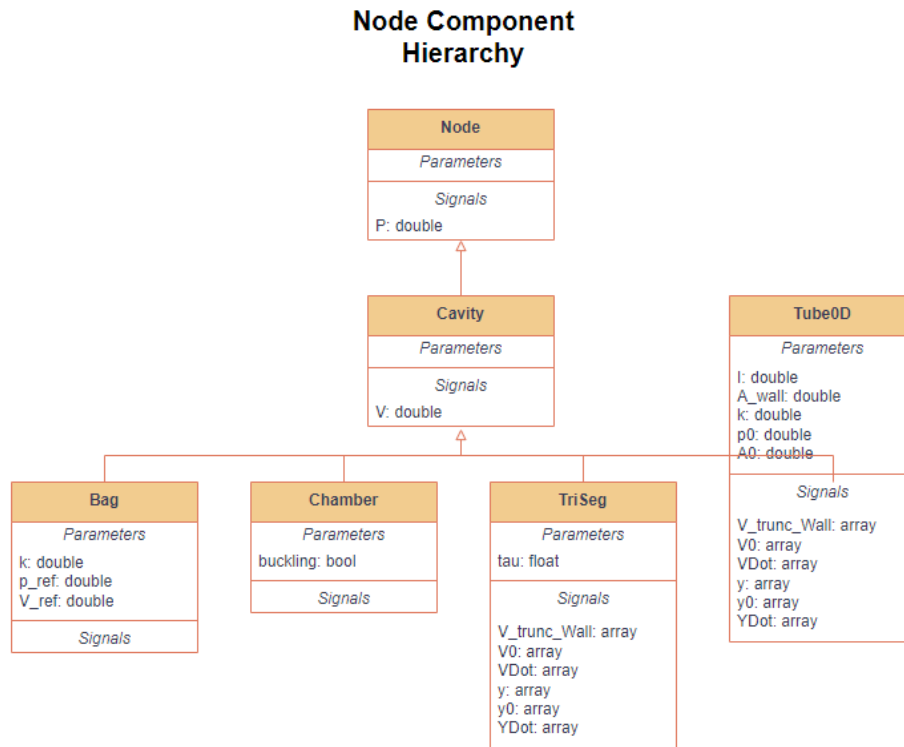 Node Component
Hierarchy
Node
Parameters
Signals
P: double
Cavity
Parameters
Signals
V: double
Tube0D
Parameters
l: double
A_wall: double
k: double
p0: double
A0: double
Signals
V_trunc_Wall: array
V0: array
VDot: array
y: array
y0: array
YDot: array
Bag
Parameters
k: double
p_ref: double
V_ref: double
Signals
Chamber
Parameters
buckling: bool
Signals
TriSeg
Parameters
tau: float
Signals
V_trunc_Wall: array
V0: array
VDot: array
y: array
y0: array
YDot: array